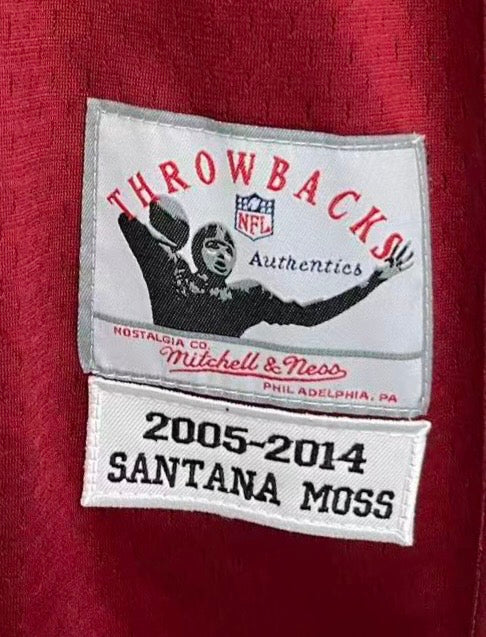 THROWBACKS
NFL
Authentics
NOSTALGIA CO.
Mitchell & Ness
PHILADELPHIA, PA
2005-2014
SANTANA MOSS